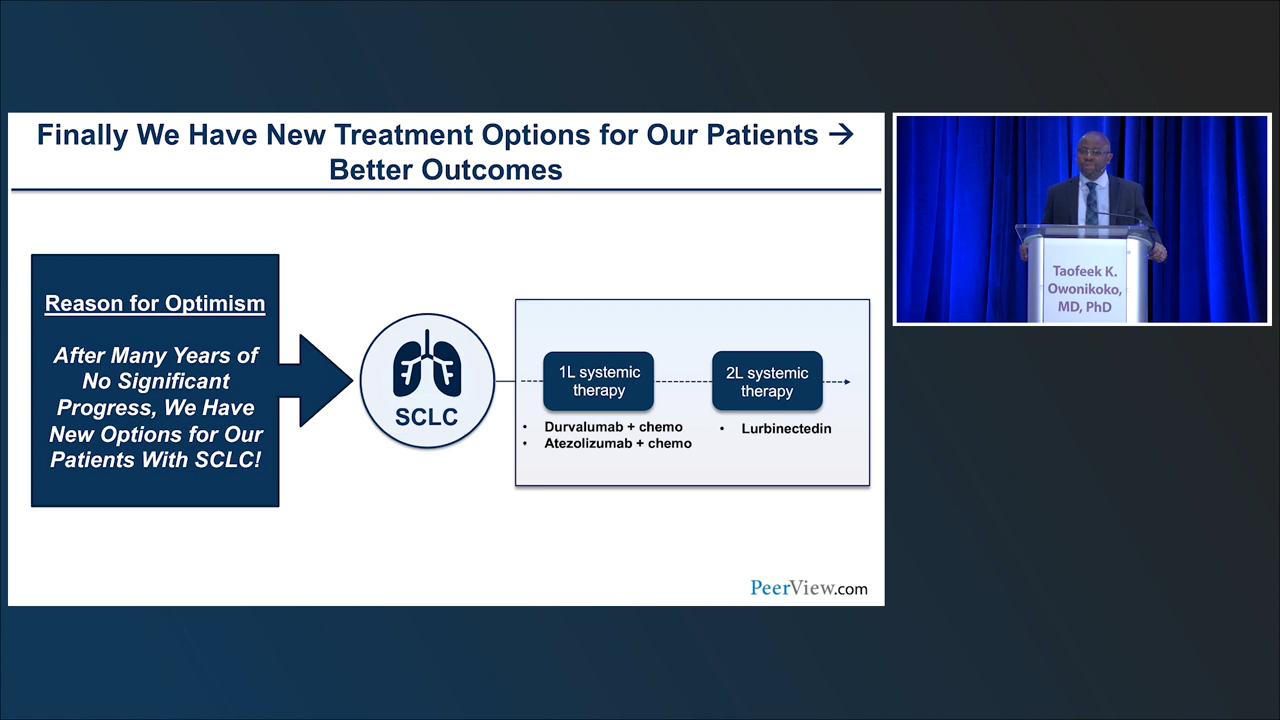 Finally We Have New Treatment Options for Our Patients →
Better Outcomes
Reason for Optimism
After Many Years of
No Significant
Progress, We Have
New Options for Our
Patients With SCLC!
SCLC
1L systemic
therapy
• Durvalumab + chemo
• Atezolizumab + chemo
2L systemic
therapy
• Lurbinectedin
PeerView.com
Taofeek K.
Owonikoko,
MD, PhD